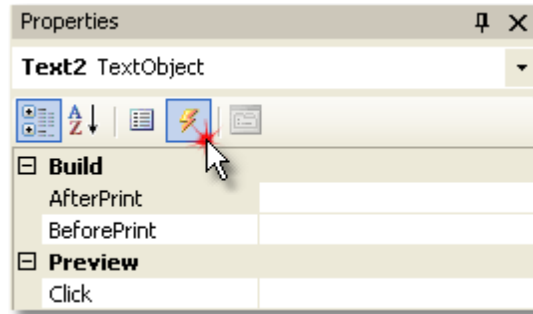 Properties
Text2 TextObject
A
Z
Build
AfterPrint
BeforePrint
Preview
Click